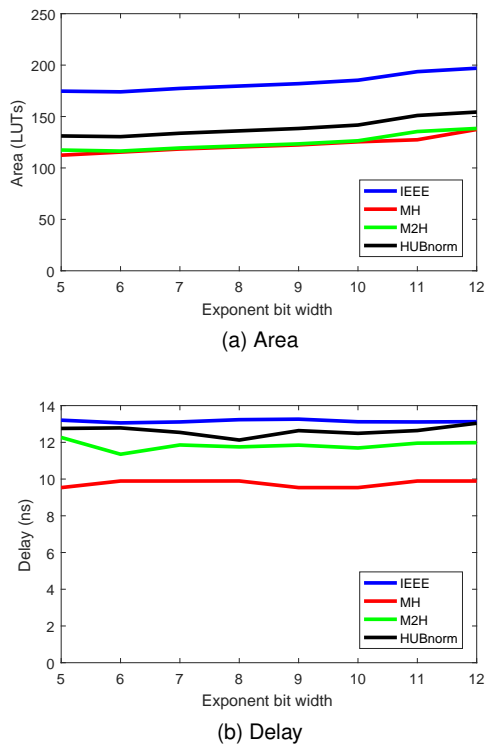 250
200
150
100
50
0
Area (LUTs)
IEEE
MH
M2H
HUBnorm
5 6 7 8 9 10 11 12
Exponent bit width
(a) Area
14
12
10
8
6
4
2
0
Delay (ns)
IEEE
MH
M2H
HUBnorm
5 6 7 8 9 10 11 12
Exponent bit width
(b) Delay